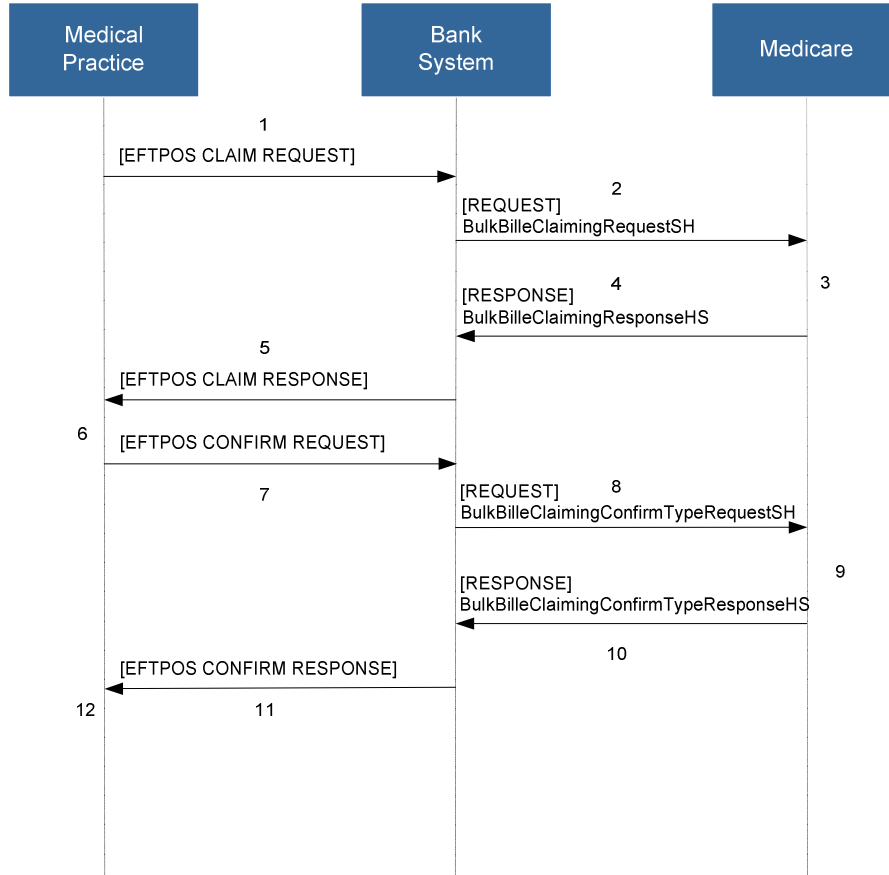 Medical
Practice
Bank
System
Medicare
1
[EFTPOS CLAIM REQUEST]
2
[REQUEST]
BulkBilleClaimingRequestSH
3
4
[RESPONSE]
BulkBilleClaimingResponseHS
5
[EFTPOS CLAIM RESPONSE]
6
[EFTPOS CONFIRM REQUEST]
7
8
[REQUEST]
BulkBilleClaimingConfirmTypeRequestSH
9
[RESPONSE]
BulkBilleClaimingConfirmTypeResponseHS
10
[EFTPOS CONFIRM RESPONSE]
11
12